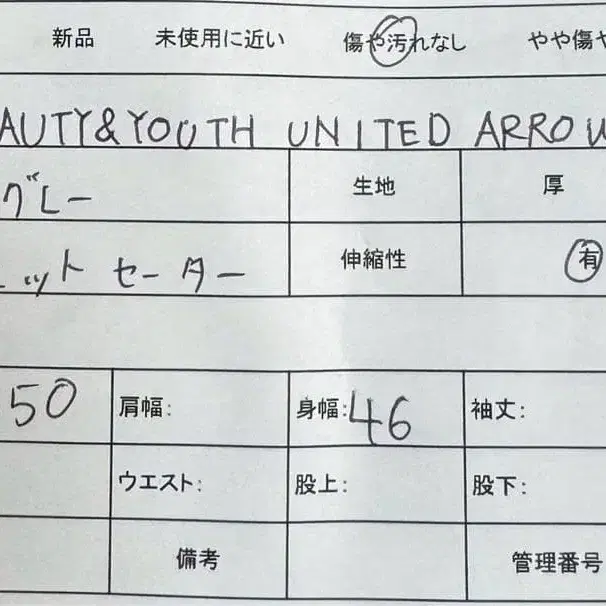 新品 未使用に近い 傷や汚れなし やや傷や
AUTY&YOUTH UNITED ARROW
グレー 生地 厚
ニット セーター 伸縮性 有
50 肩幅: 身幅:46 袖丈:
ウエスト: 股上: 股下:
備考 管理番号